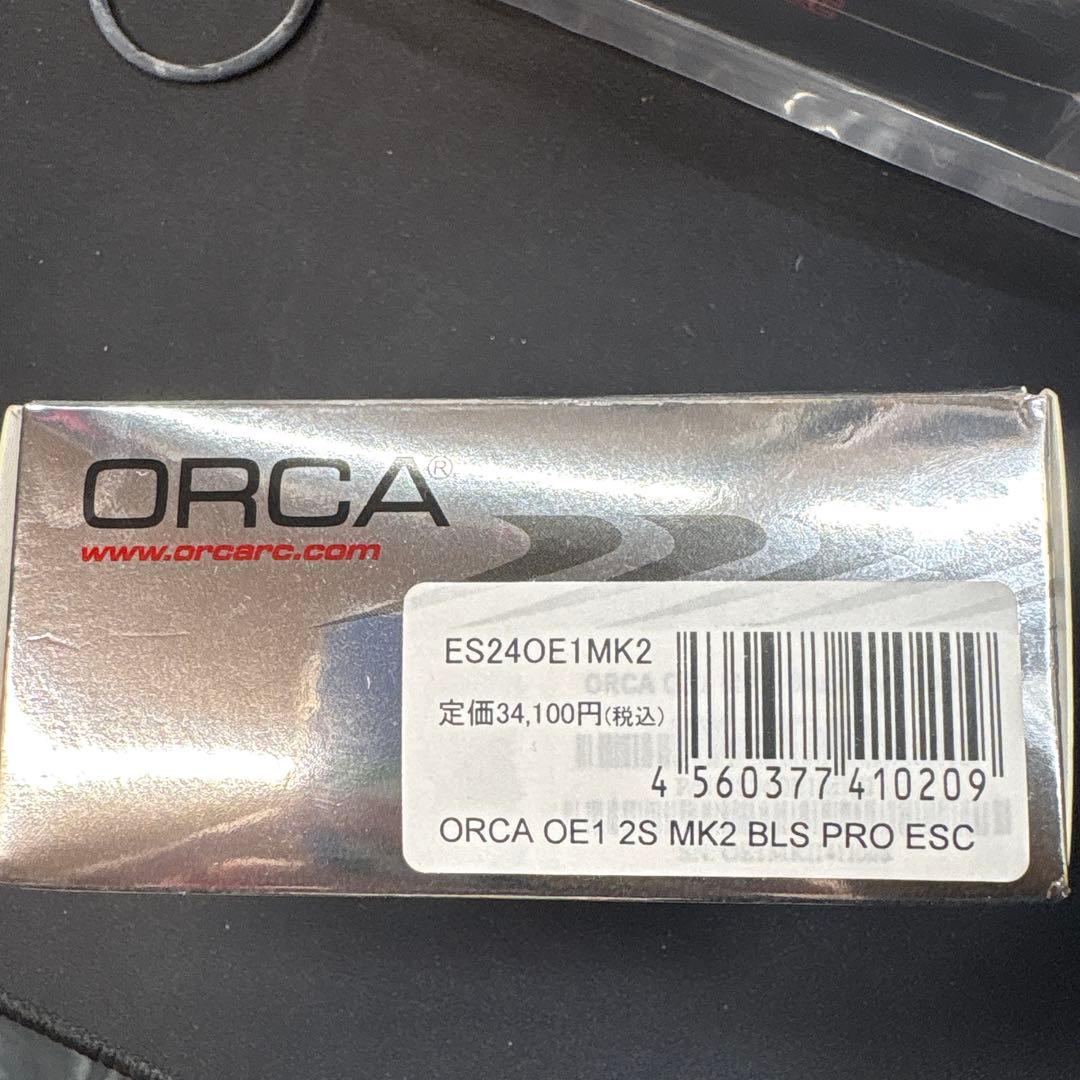 ORCA®
www.orcarc.com
ES24OE1MK2
定価34,100円(税込)
4 560377 410209
ORCA OE1 2S MK2 BLS PRO ESC